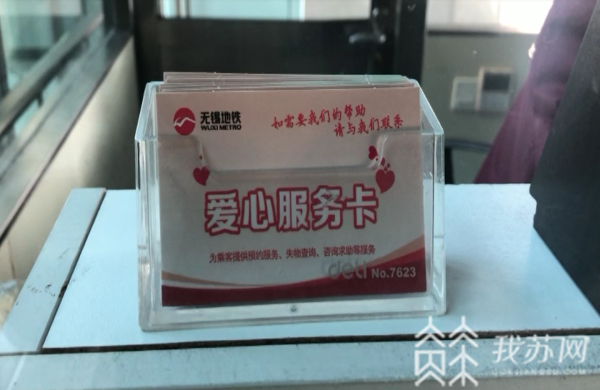 无锡地铁
WUXI METRO
如需要我们的帮助
请与我们联系
爱心服务卡
为乘客提供预约服务、失物查询、咨询求助等服务
deli No.7623
我苏网